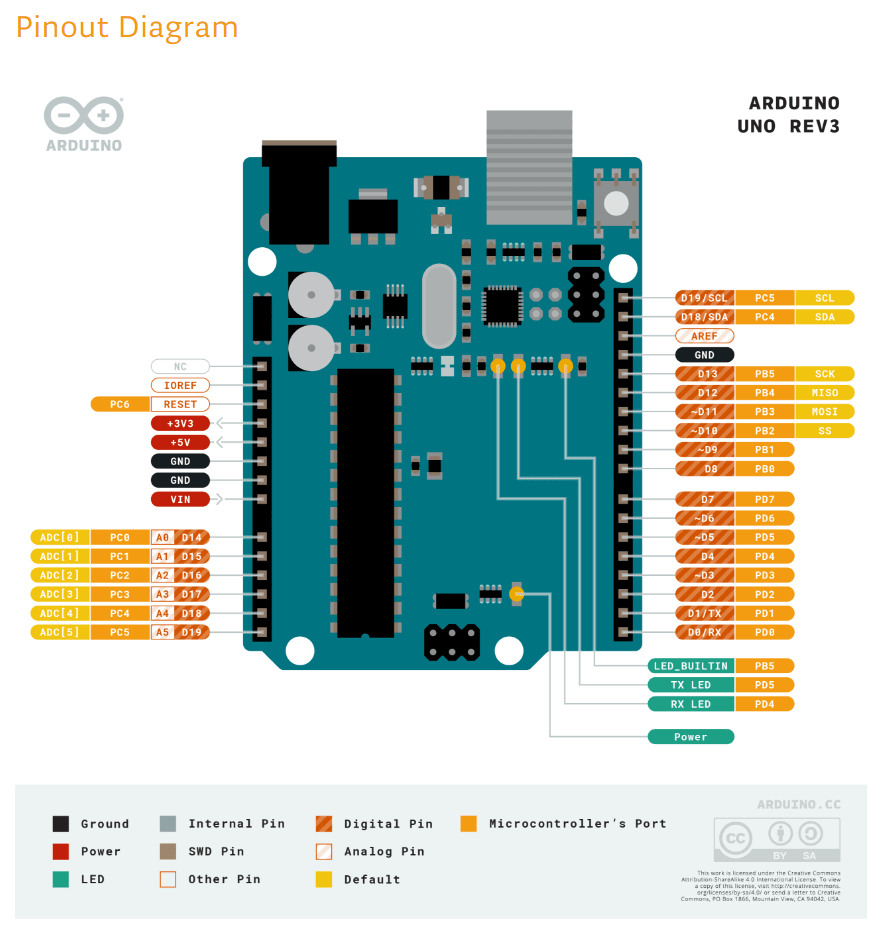 Pinout Diagram
ARDUINO
ARDUINO
UNO REV3
NC
IOREF
PC6 RESET
+3V3
+5V
GND
GND
VIN
ADC[0] PC0 A0 D14
ADC[1] PC1 A1 D15
ADC[2] PC2 A2 D16
ADC[3] PC3 A3 D17
ADC[4] PC4 A4 D18
ADC[5] PC5 A5 D19
D19/SCL PC5 SCL
D18/SDA PC4 SDA
AREF
GND
D13 PB5 SCK
D12 PB4 MISO
~D11 PB3 MOSI
~D10 PB2 SS
~D9 PB1
D8 PB0
D7 PD7
~D6 PD6
~D5 PD5
D4 PD4
~D3 PD3
D2 PD2
D1/TX PD1
D0/RX PD0
LED_BUILTIN PB5
TX LED PD5
RX LED PD4
Power
Ground
Power
LED
Internal Pin
SWD Pin
Other Pin
Digital Pin
Analog Pin
Default
Microcontroller's Port
ARDUINO.CC
CC
BY SA
This work is licensed under the Creative Commons
Attribution-ShareAlike 4.0 International License. To view
a copy of this license, visit http://creativecommons.
org/licenses/by-sa/4.0/ or send a letter to Creative
Commons, PO Box 1866, Mountain View, CA 94042, USA.